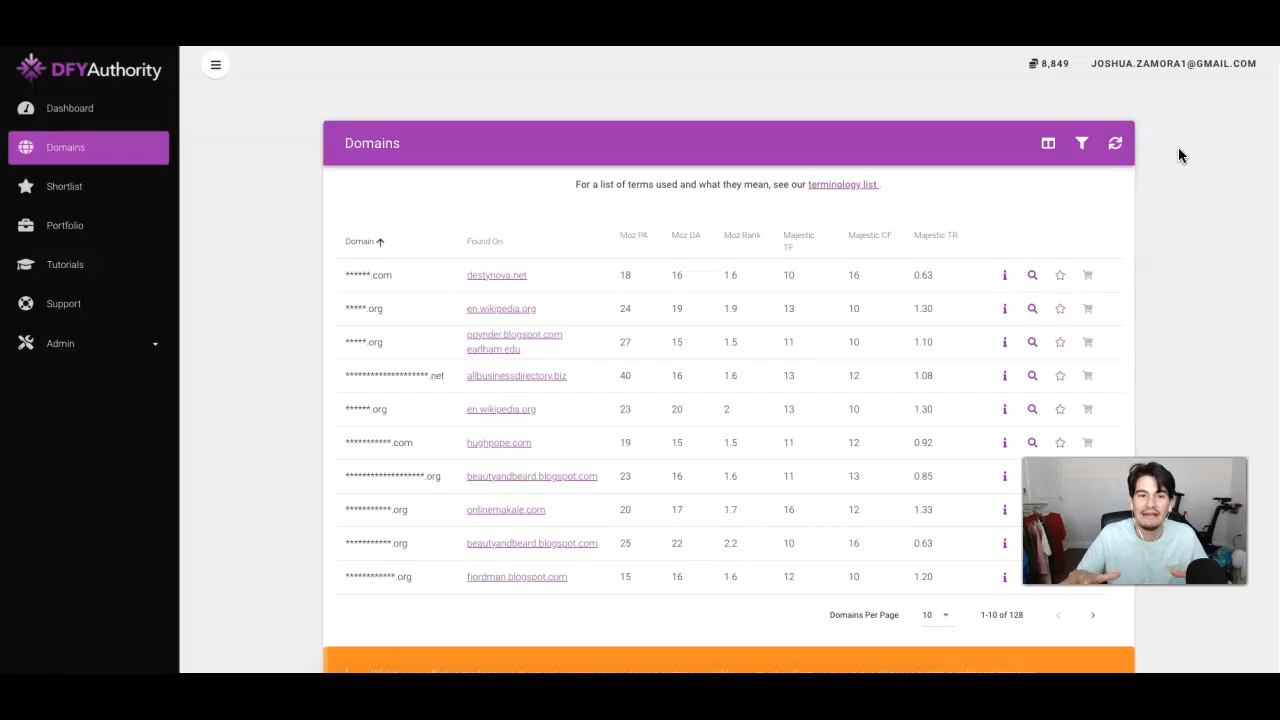 DFYAuthority
8,849 JOSHUA.ZAMORA1@GMAIL.COM
Dashboard
Domains
Shortlist
Portfolio
Tutorials
Support
Admin
Domains
For a list of terms used and what they mean, see our terminology list .
Domain Found On Moz PA Moz DA Moz Rank Majestic TF Majestic CF Majestic TR
******.com destynova.net 18 16 1.6 10 16 0.63
*****.org en.wikipedia.org 24 19 1.9 13 10 1.30
*****.org poynder.blogspot.com earlham.edu 27 15 1.5 11 10 1.10
********************.net allbusinessdirectory.biz 40 16 1.6 13 12 1.08
******.org en.wikipedia.org 23 20 2 13 10 1.30
***********.com hughpope.com 19 15 1.5 11 12 0.92
*******************.org beautyandbeard.blogspot.com 23 16 1.6 11 13 0.85
***********.org onlinemakale.com 20 17 1.7 16 12 1.33
***********.org beautyandbeard.blogspot.com 25 22 2.2 10 16 0.63
************.org fjordman.blogspot.com 15 16 1.6 12 10 1.20
Domains Per Page 10 1-10 of 128